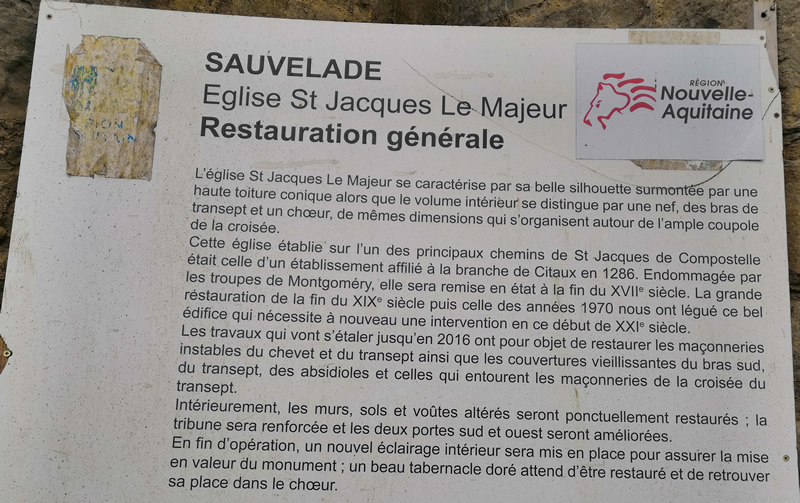 SAUVELADE
Eglise St Jacques Le Majeur
Restauration générale
RÉGION
Nouvelle-
Aquitaine
L'église St Jacques Le Majeur se caractérise par sa belle silhouette surmontée par une
haute toiture conique alors que le volume intérieur se distingue par une nef, des bras de
transept et un chœur, de mêmes dimensions qui s'organisent autour de l'ample coupole
de la croisée.
Cette église établie sur l'un des principaux chemins de St Jacques de Compostelle
était celle d'un établissement affilié à la branche de Citaux en 1286. Endommagée par
les troupes de Montgoméry, elle sera remise en état à la fin du XVIIe siècle. La grande
réstauration de la fin du XIXe siècle puis celle des années 1970 nous ont légué ce bel
édifice qui nécessite à nouveau une intervention en ce début de XXIe siècle.
Les travaux qui vont s'étaler jusqu'en 2016 ont pour objet de restaurer les maçonneries
instables du chevet et du transept ainsi que les couvertures vieillissantes du bras sud,
du transept, des absidioles et celles qui entourent les maçonneries de la croisée du
transept.
Intérieurement, les murs, sols et voûtes altérés seront ponctuellement restaurés ; la
tribune sera renforcée et les deux portes sud et ouest seront améliorées.
En fin d'opération, un nouvel éclairage intérieur sera mis en place pour assurer la mise
en valeur du monument ; un beau tabernacle doré attend d'être restauré et de retrouver
sa place dans le chœur.